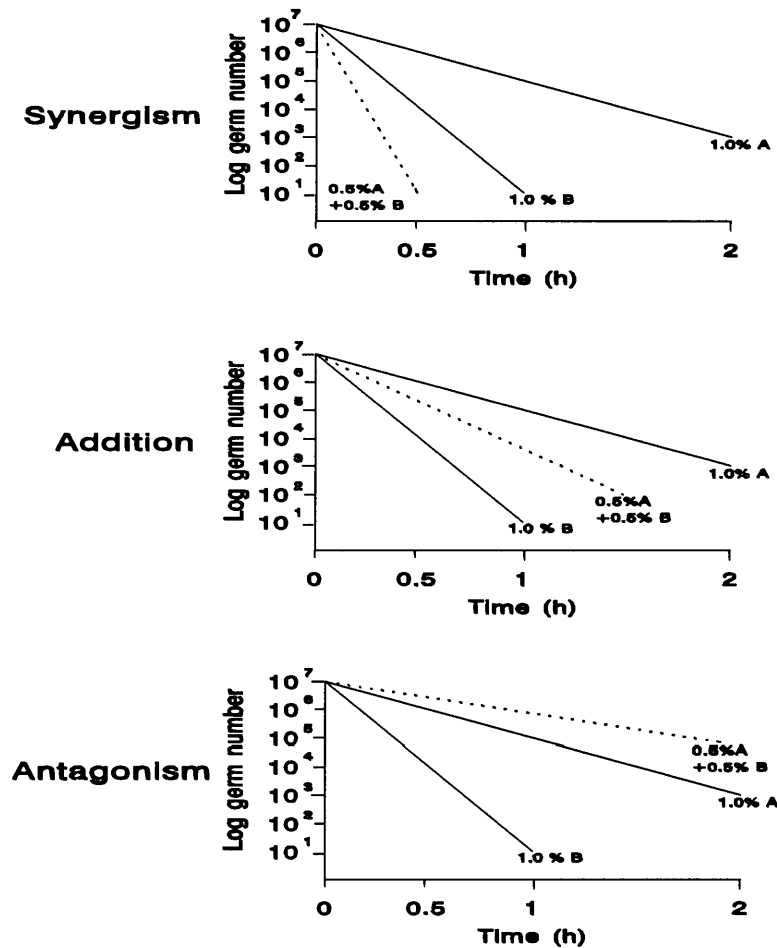 Synergism
Log germ number
10⁷
10⁶
10⁵
10⁴
10³
10²
10¹
1.0% A
0.5%A
+0.5% B
1.0 % B
0
0.5
1
2
Time (h)
Addition
Log germ number
10⁷
10⁶
10⁵
10⁴
10³
10²
10¹
1.0% A
0.5%A
+0.5% B
1.0 % B
0
0.5
1
2
Time (h)
Antagonism
Log germ number
10⁷
10⁶
10⁵
10⁴
10³
10²
10¹
0.5%A
+0.5% B
1.0% A
1.0 % B
0
0.5
1
2
Time (h)